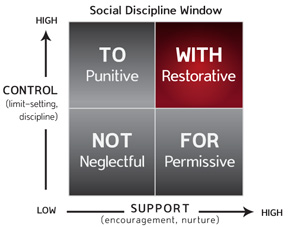 Social Discipline Window
HIGH
TO
Punitive
WITH
Restorative
CONTROL
(limit-setting,
discipline)
NOT
Neglectful
FOR
Permissive
LOW
SUPPORT
HIGH
(encouragement, nurture)